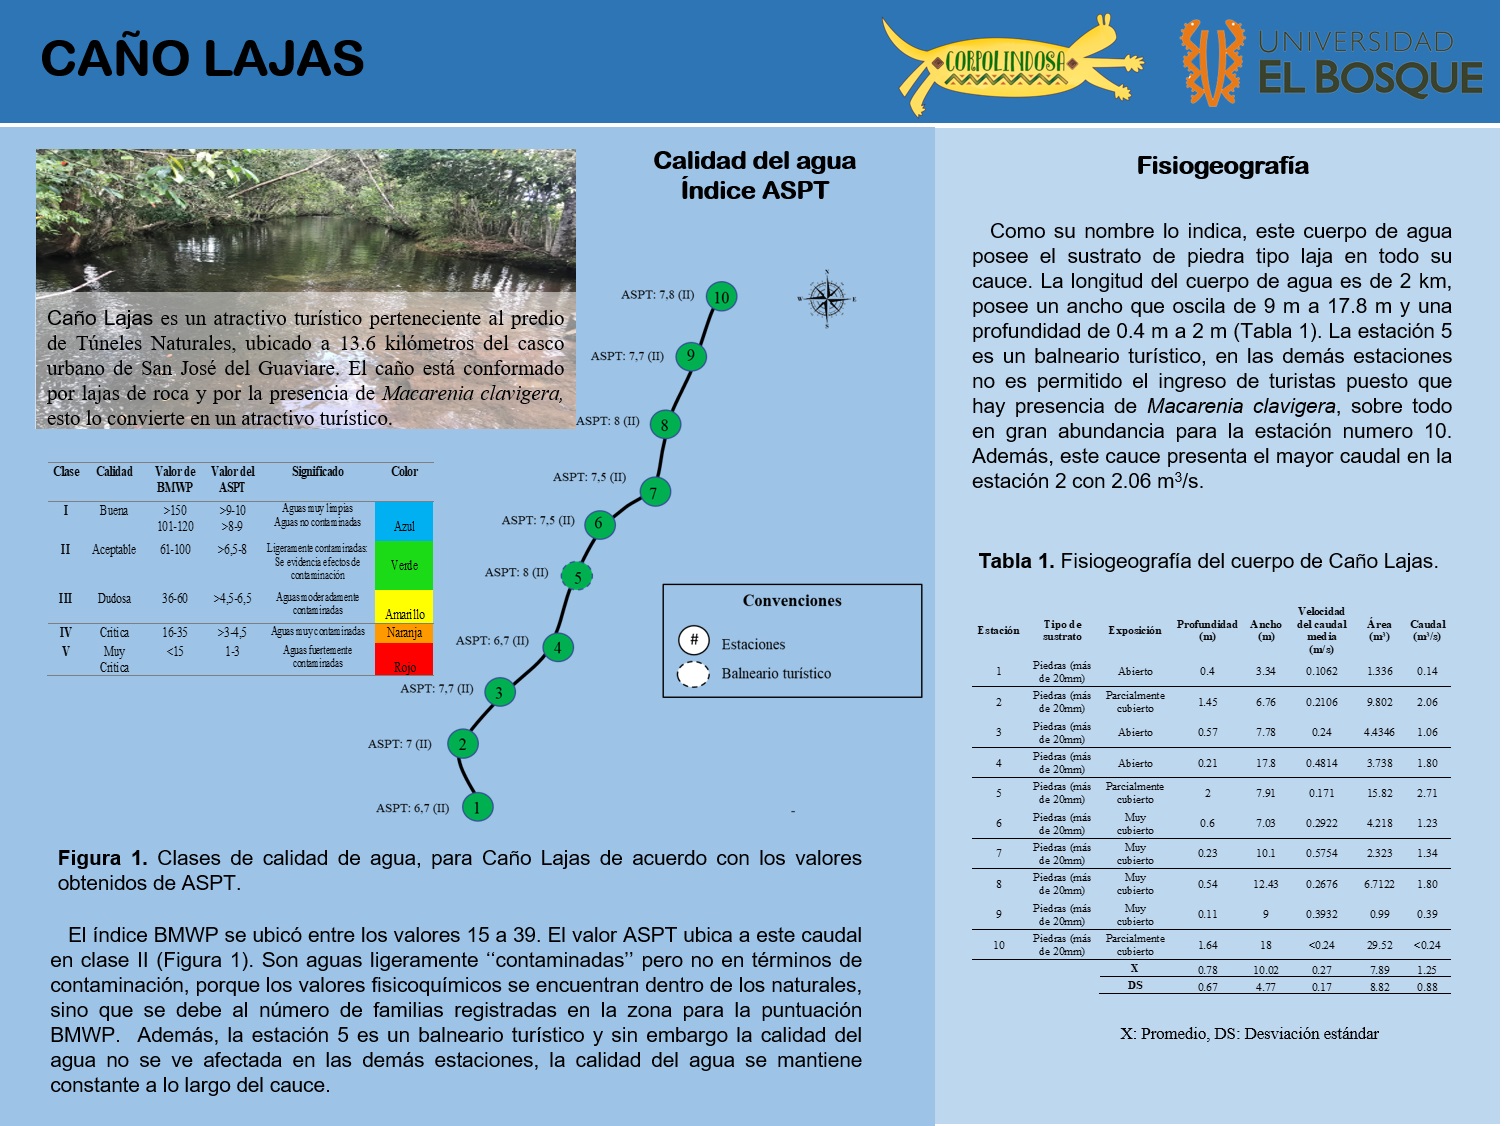 CAÑO LAJAS
CORPOLINDOSA
UNIVERSIDAD
EL BOSQUE
Caño Lajas es un atractivo turístico perteneciente al predio
de Túneles Naturales, ubicado a 13.6 kilómetros del casco
urbano de San José del Guaviare. El caño está conformado
por lajas de roca y por la presencia de Macarenia clavigera,
esto lo convierte en un atractivo turístico.
Calidad del agua
Índice ASPT
N
W E
S
ASPT: 7,8 (II) 10
ASPT: 7,7 (II) 9
ASPT: 8 (II) 8
ASPT: 7,5 (II) 7
ASPT: 7,5 (II) 6
ASPT: 8 (II) 5
ASPT: 6,7 (II) 4
ASPT: 7,7 (II) 3
ASPT: 7 (II) 2
ASPT: 6,7 (II) 1
Clase Calidad Valor de Valor del Significado Color
BMWP ASPT
I Buena >150 >9-10 Aguas muy limpias
101-120 >8-9 Aguas no contaminadas Azul
II Aceptable 61-100 >6,5-8 Ligeramente contaminadas:
Se evidencia efectos de Verde
contaminación
III Dudosa 36-60 >4,5-6,5 Aguas moderadamente
contaminadas Amarillo
IV Critica 16-35 >3-4,5 Aguas muy contaminadas Naranja
V Muy <15 1-3 Aguas fuertemente
Critica contaminadas Rojo
Convenciones
# Estaciones
Balneario turístico
-
Figura 1. Clases de calidad de agua, para Caño Lajas de acuerdo con los valores
obtenidos de ASPT.
El índice BMWP se ubicó entre los valores 15 a 39. El valor ASPT ubica a este caudal
en clase II (Figura 1). Son aguas ligeramente ‘‘contaminadas’’ pero no en términos de
contaminación, porque los valores fisicoquímicos se encuentran dentro de los naturales,
sino que se debe al número de familias registradas en la zona para la puntuación
BMWP. Además, la estación 5 es un balneario turístico y sin embargo la calidad del
agua no se ve afectada en las demás estaciones, la calidad del agua se mantiene
constante a lo largo del cauce.
Fisiogeografía
Como su nombre lo indica, este cuerpo de agua
posee el sustrato de piedra tipo laja en todo su
cauce. La longitud del cuerpo de agua es de 2 km,
posee un ancho que oscila de 9 m a 17.8 m y una
profundidad de 0.4 m a 2 m (Tabla 1). La estación 5
es un balneario turístico, en las demás estaciones
no es permitido el ingreso de turistas puesto que
hay presencia de Macarenia clavigera, sobre todo
en gran abundancia para la estación numero 10.
Además, este cauce presenta el mayor caudal en la
estación 2 con 2.06 m³/s.
Tabla 1. Fisiogeografía del cuerpo de Caño Lajas.
Estación Tipo de sustrato Exposición Profundidad (m) Ancho (m) Velocidad del caudal media (m/s) Área (m³) Caudal (m³/s)
1 Piedras (más de 20mm) Abierto 0.4 3.34 0.1062 1.336 0.14
2 Piedras (más de 20mm) Parcialmente cubierto 1.45 6.76 0.2106 9.802 2.06
3 Piedras (más de 20mm) Abierto 0.57 7.78 0.24 4.4346 1.06
4 Piedras (más de 20mm) Abierto 0.21 17.8 0.4814 3.738 1.80
5 Piedras (más de 20mm) Parcialmente cubierto 2 7.91 0.171 15.82 2.71
6 Piedras (más de 20mm) Muy cubierto 0.6 7.03 0.2922 4.218 1.23
7 Piedras (más de 20mm) Muy cubierto 0.23 10.1 0.5754 2.323 1.34
8 Piedras (más de 20mm) Muy cubierto 0.54 12.43 0.2676 6.7122 1.80
9 Piedras (más de 20mm) Muy cubierto 0.11 9 0.3932 0.99 0.39
10 Piedras (más de 20mm) Parcialmente cubierto 1.64 18 <0.24 29.52 <0.24
X 0.78 10.02 0.27 7.89 1.25
DS 0.67 4.77 0.17 8.82 0.88
X: Promedio, DS: Desviación estándar